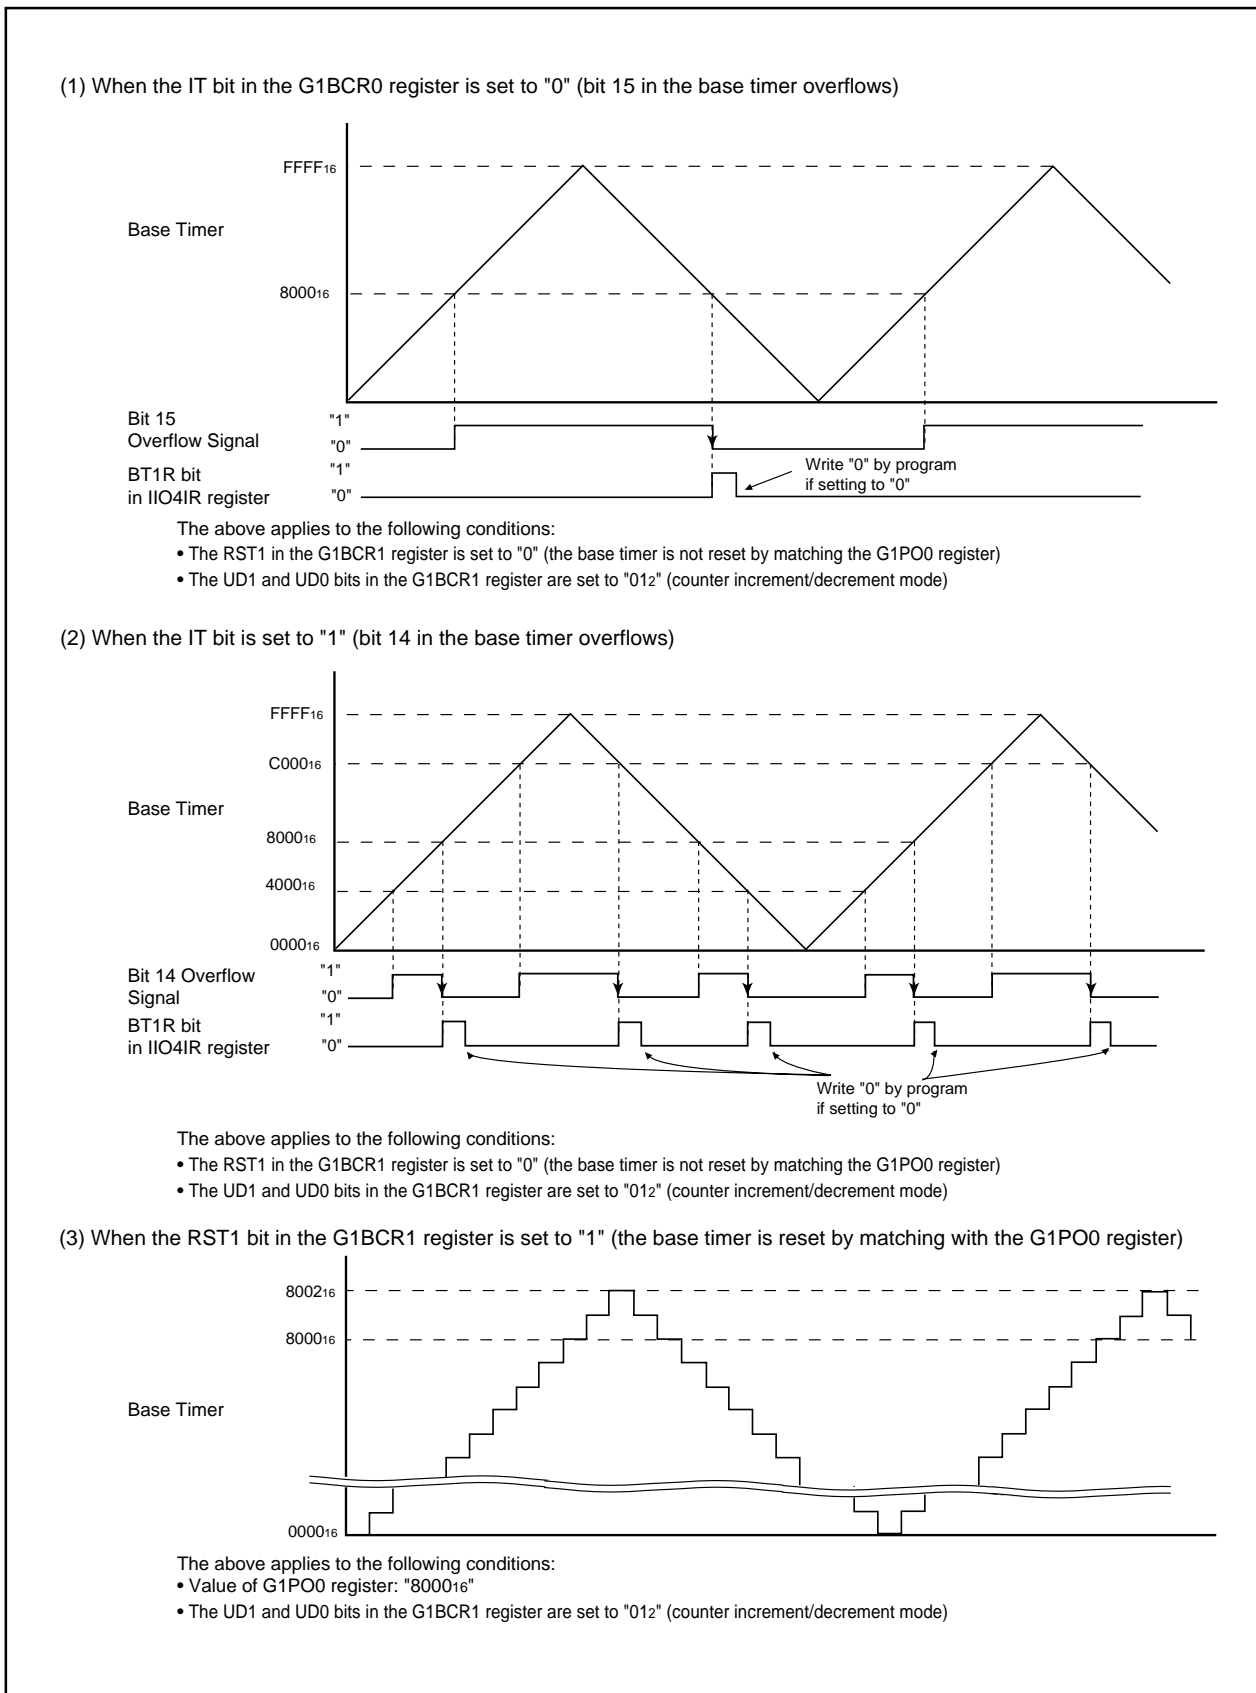 (1) When the IT bit in the G1BCR0 register is set to "0" (bit 15 in the base timer overflows)
FFFF16
Base Timer
800016
Bit 15
Overflow Signal
"1"
"0"
BT1R bit
in IIO4IR register
"1"
"0"
Write "0" by program
if setting to "0"
The above applies to the following conditions:
• The RST1 in the G1BCR1 register is set to "0" (the base timer is not reset by matching the G1PO0 register)
• The UD1 and UD0 bits in the G1BCR1 register are set to "012" (counter increment/decrement mode)
(2) When the IT bit is set to "1" (bit 14 in the base timer overflows)
FFFF16
C00016
Base Timer
800016
400016
000016
Bit 14 Overflow
Signal
"1"
"0"
BT1R bit
in IIO4IR register
"1"
"0"
Write "0" by program
if setting to "0"
The above applies to the following conditions:
• The RST1 in the G1BCR1 register is set to "0" (the base timer is not reset by matching the G1PO0 register)
• The UD1 and UD0 bits in the G1BCR1 register are set to "012" (counter increment/decrement mode)
(3) When the RST1 bit in the G1BCR1 register is set to "1" (the base timer is reset by matching with the G1PO0 register)
800216
800016
Base Timer
000016
The above applies to the following conditions:
• Value of G1PO0 register: "800016"
• The UD1 and UD0 bits in the G1BCR1 register are set to "012" (counter increment/decrement mode)